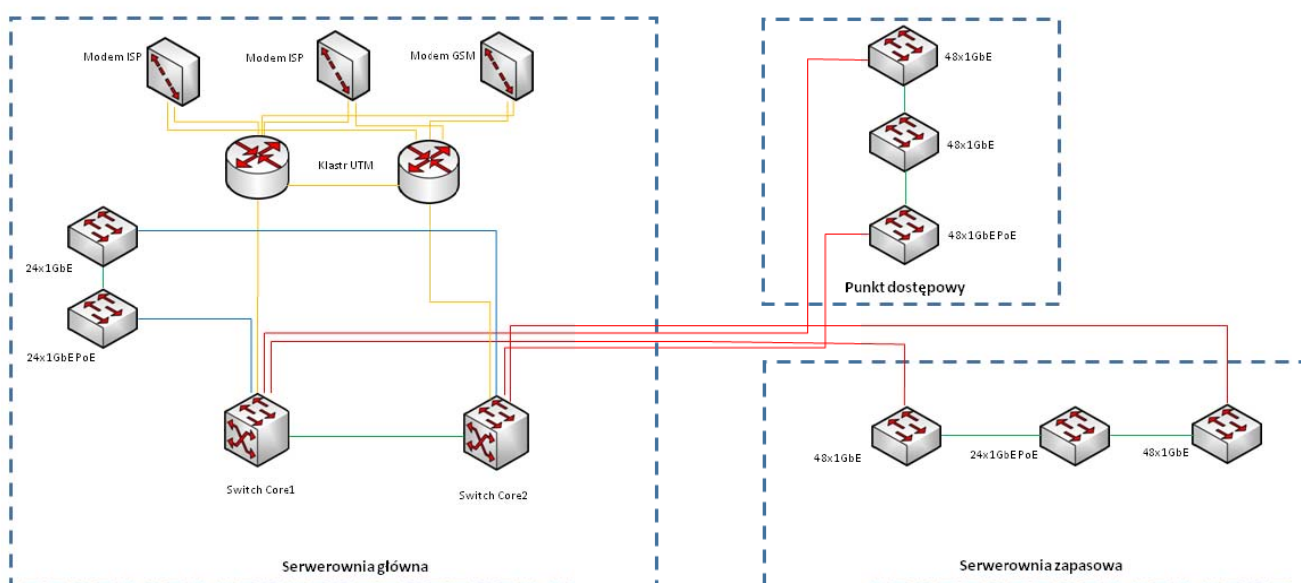 Modem ISP
Modem ISP
Modem GSM
Klastr UTM
24x1GbE
24x1GbE PoE
Switch Core1
Switch Core2
Serwerownia główna
48x1GbE
48x1GbE
48x1GbE PoE
Punkt dostępowy
48x1GbE
24x1GbE PoE
48x1GbE
Serwerownia zapasowa